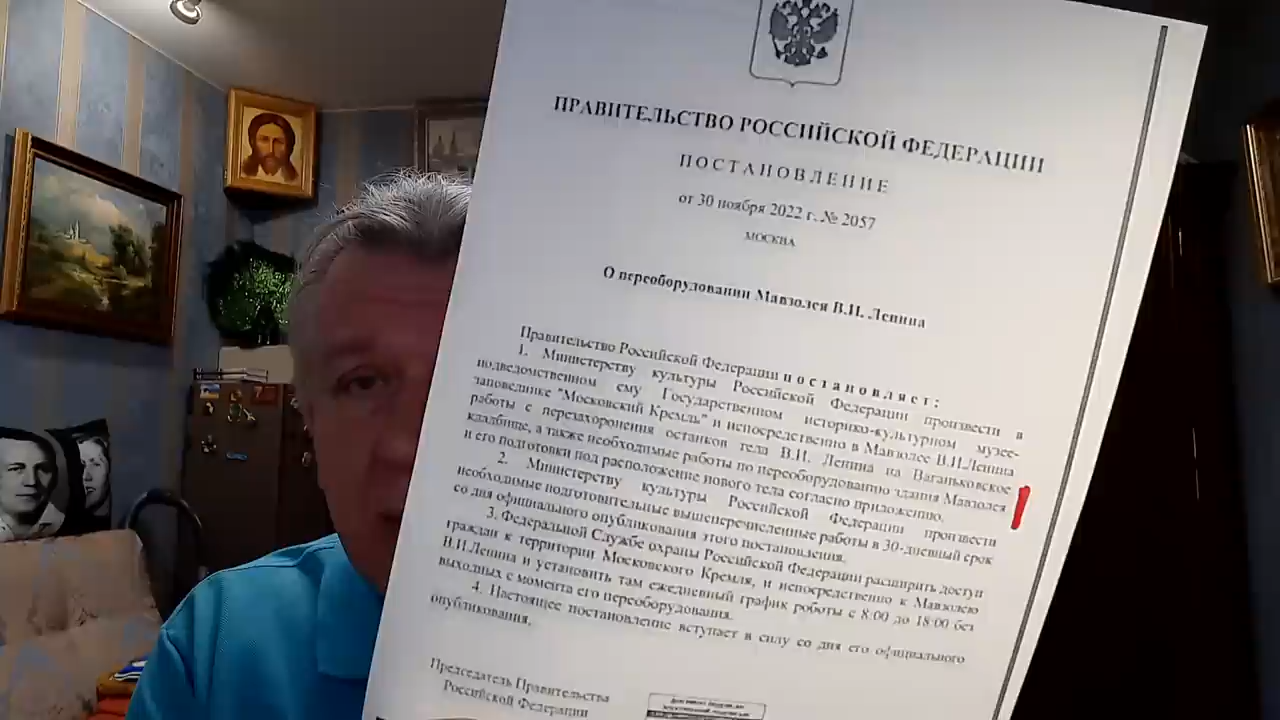 ПРАВИТЕЛЬСТВО РОССИЙСКОЙ ФЕДЕРАЦИИ
ПОСТАНОВЛЕНИЕ
от 30 ноября 2022 г. № 2057
МОСКВА
О переоборудовании Мавзолея В.И. Ленина
Правительство Российской Федерации постановляет:
1. Министерству культуры Российской Федерации произвести в
подведомственном ему Государственном историко-культурном музее-
заповеднике "Московский Кремль" и непосредственно в Мавзолее В.И.Ленина
работы с перезахоронения останков тела В.И. Ленина на Ваганьковское
кладбище, а также необходимые работы по переоборудованию здания Мавзолея
и его подготовки под расположение нового тела согласно приложению.
2. Министерству культуры Российской Федерации произвести
необходимые подготовительные вышеперечисленные работы в 30-дневный срок
со дня официального опубликования этого постановления.
3. Федеральной Службе охраны Российской Федерации расширить доступ
граждан к территории Московского Кремля, и непосредственно к Мавзолею
В.И.Ленина и установить там ежедневный график работы с 8:00 до 18:00 без
выходных с момента его переоборудования.
4. Настоящее постановление вступает в силу со дня его официального
опубликования.
Председатель Правительства
Российской Федерации